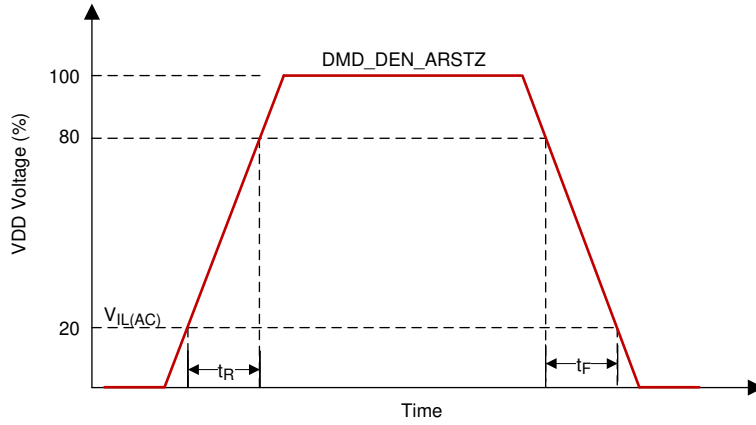 DMD_DEN_ARSTZ
100
80
VDD Voltage (%)
VIL(AC)
20
tR
tF
Time